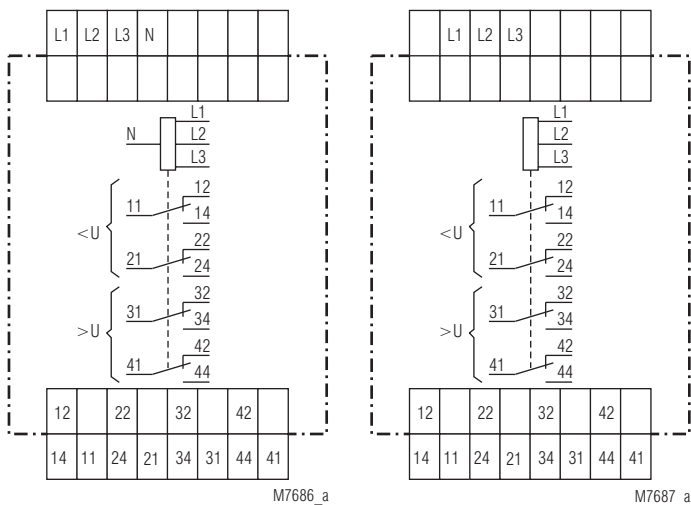 L1 L2 L3 N
L1
N L2
L3
12
11 14
<U
22
21 24
32
31 34
>U
42
41 44
12 22 32 42
14 11 24 21 34 31 44 41
M7686_a
L1 L2 L3
L1
L2
L3
12
11 14
<U
22
21 24
32
31 34
>U
42
41 44
12 22 32 42
14 11 24 21 34 31 44 41
M7687_a